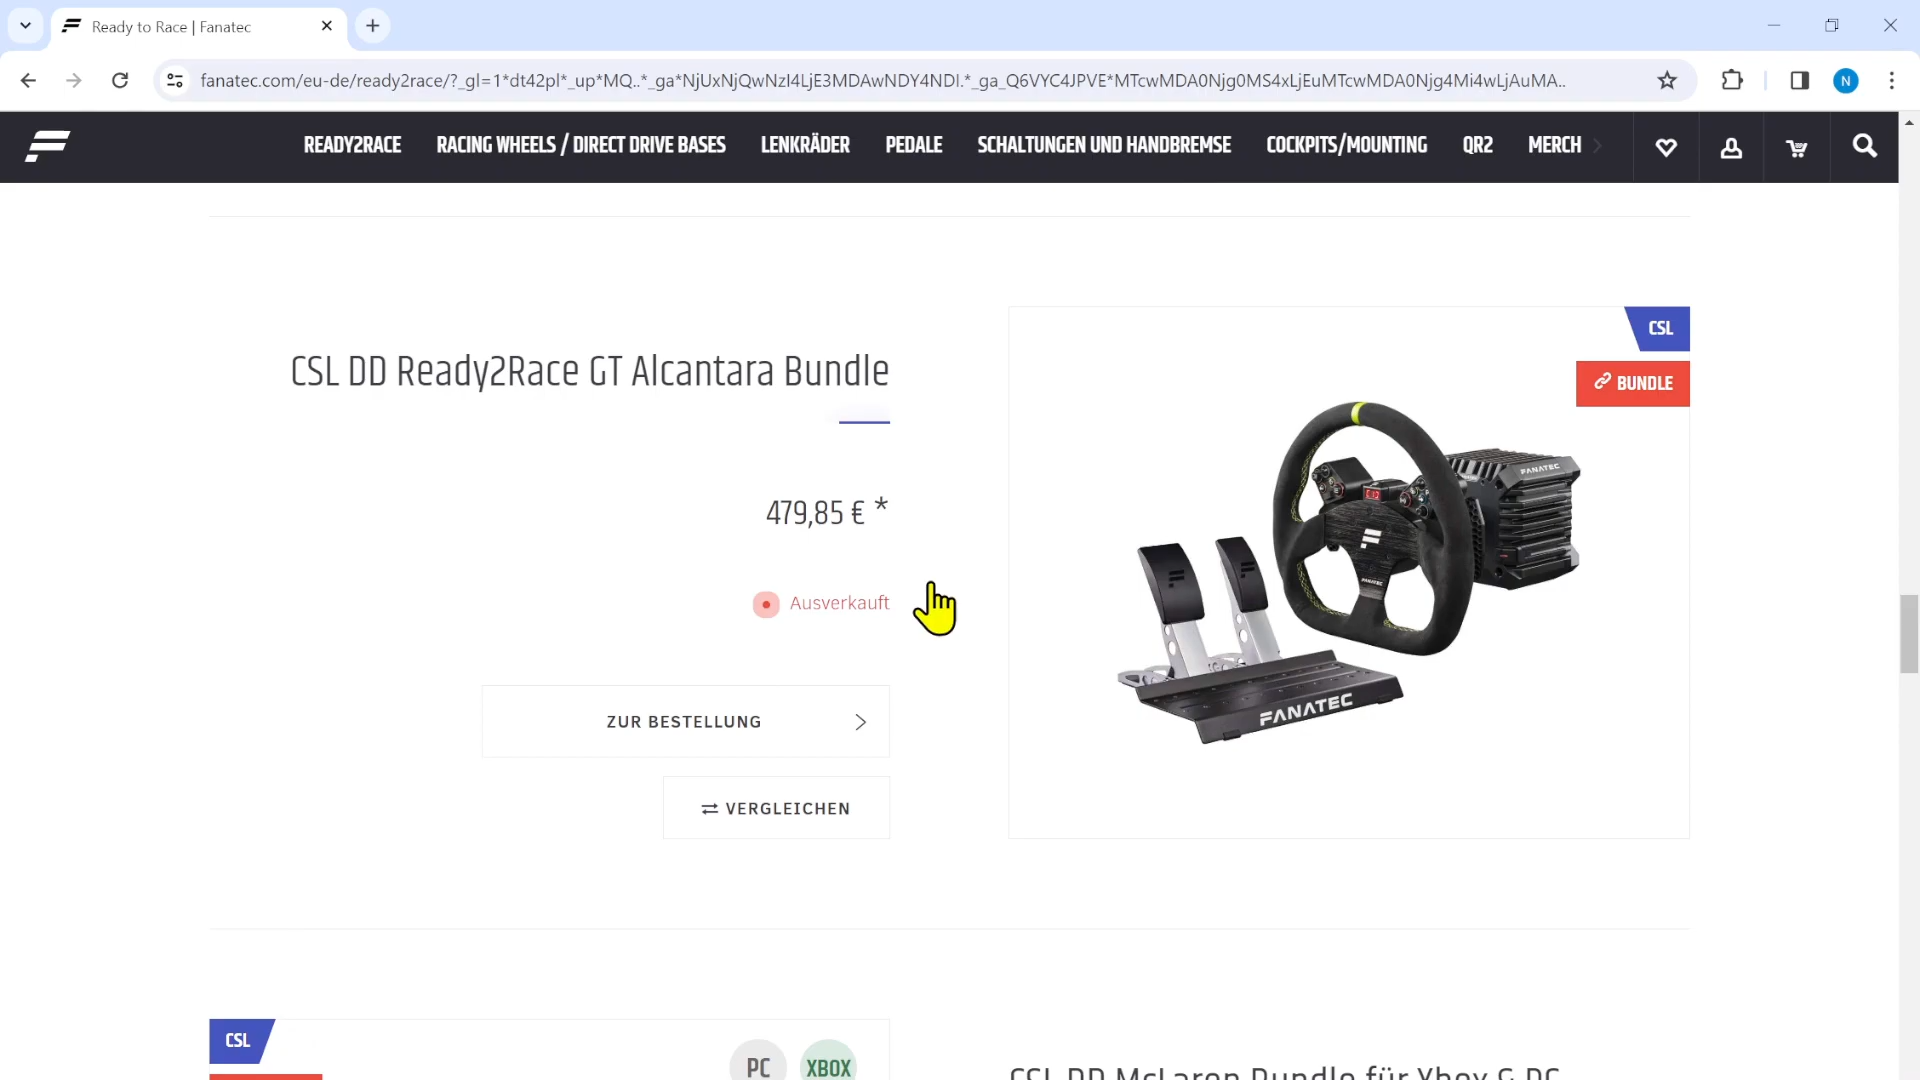 Ready to Race | Fanatec
fanatec.com/eu-de/ready2race/?_gl=1*dt42pl*_up*MQ..*_ga*NjUxNjQwNzI4LjE3MDAwNDY4NDI.*_ga_Q6VYC4JPVE*MTcwMDA0Njg0MS4xLjEuMTcwMDA0Njg4Mi4wLjAuMA..
N
READY2RACE RACING WHEELS / DIRECT DRIVE BASES LENKRÄDER PEDALE SCHALTUNGEN UND HANDBREMSE COCKPITS/MOUNTING QR2 MERCH
CSL
BUNDLE
CSL DD Ready2Race GT Alcantara Bundle
479,85 € *
Ausverkauft
ZUR BESTELLUNG
VERGLEICHEN
FANATEC
FANATEC
FANATEC
CSL
PC XBOX
CSL DD McLaren Bundle für Xbox & PC